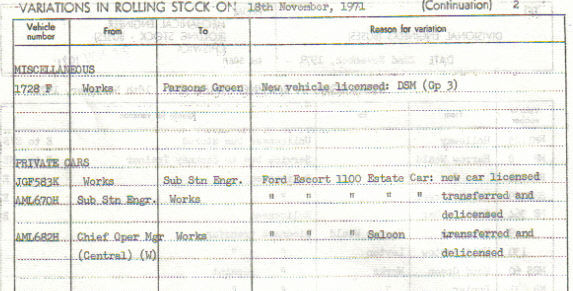 VARIATIONS IN ROLLING STOCK ON 18th November, 1971 (Continuation) 2
Vehicle number From To Reason for variation
MISCELLANEOUS
1728 F Works Parsons Green New vehicle licensed: DSM (Gp 3)
PRIVATE CARS
JGF583K Works Sub Stn Engr. Ford Escort 1100 Estate Car: new car licensed
AML670H Sub Stn Engr. Works " " " " " transferred and
delicensed
AML682H Chief Oper Mgr Works " " " Saloon transferred and
(Central) (W) delicensed